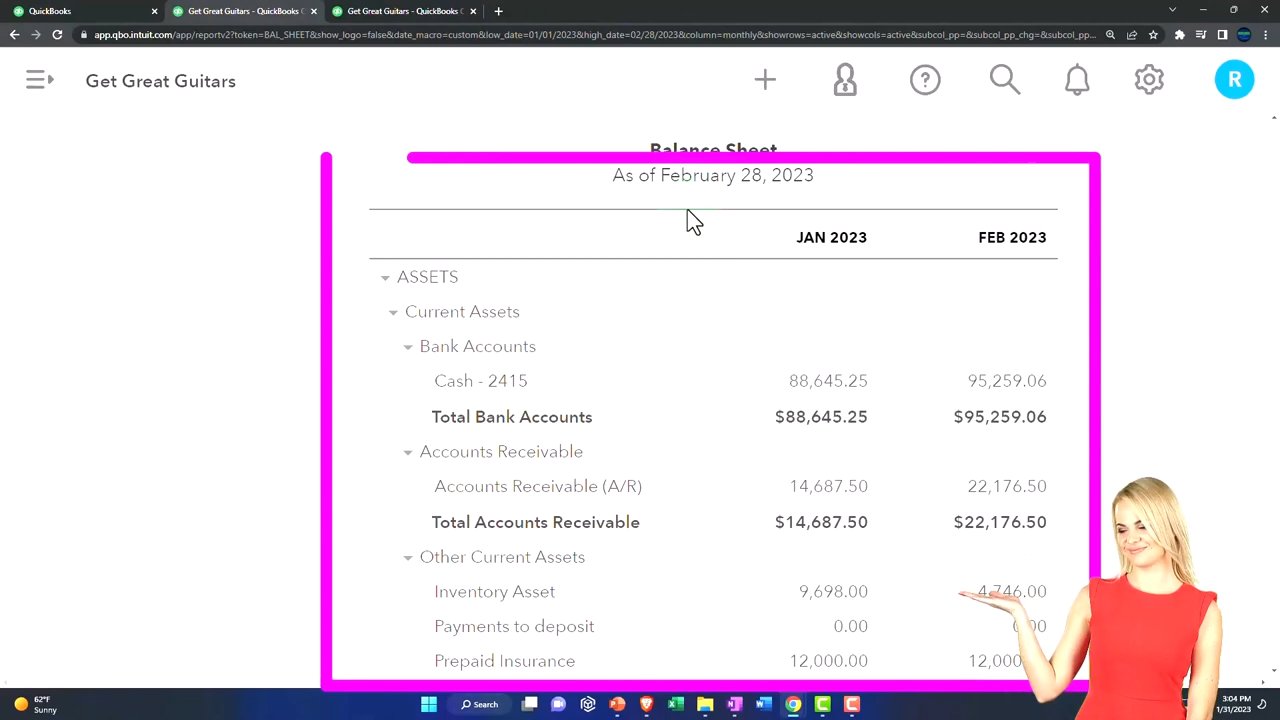 QuickBooks
Get Great Guitars - QuickBooks C
Get Great Guitars - QuickBooks C
app.qbo.intuit.com/app/reportv2?token=BAL_SHEET&show_logo=false&date_macro=custom&low_date=01/01/2023&high_date=02/28/2023&column=monthly&showrows=active&showcols=active&subcol_pp=&subcol_pp_chg=&subcol_pp_...
Get Great Guitars
R
Balance Sheet
As of February 28, 2023
JAN 2023 FEB 2023
ASSETS
Current Assets
Bank Accounts
Cash - 2415 88,645.25 95,259.06
Total Bank Accounts $88,645.25 $95,259.06
Accounts Receivable
Accounts Receivable (A/R) 14,687.50 22,176.50
Total Accounts Receivable $14,687.50 $22,176.50
Other Current Assets
Inventory Asset 9,698.00 4,746.00
Payments to deposit 0.00
Prepaid Insurance 12,000.00
62°F
Sunny
Search
3:04 PM
1/31/2023